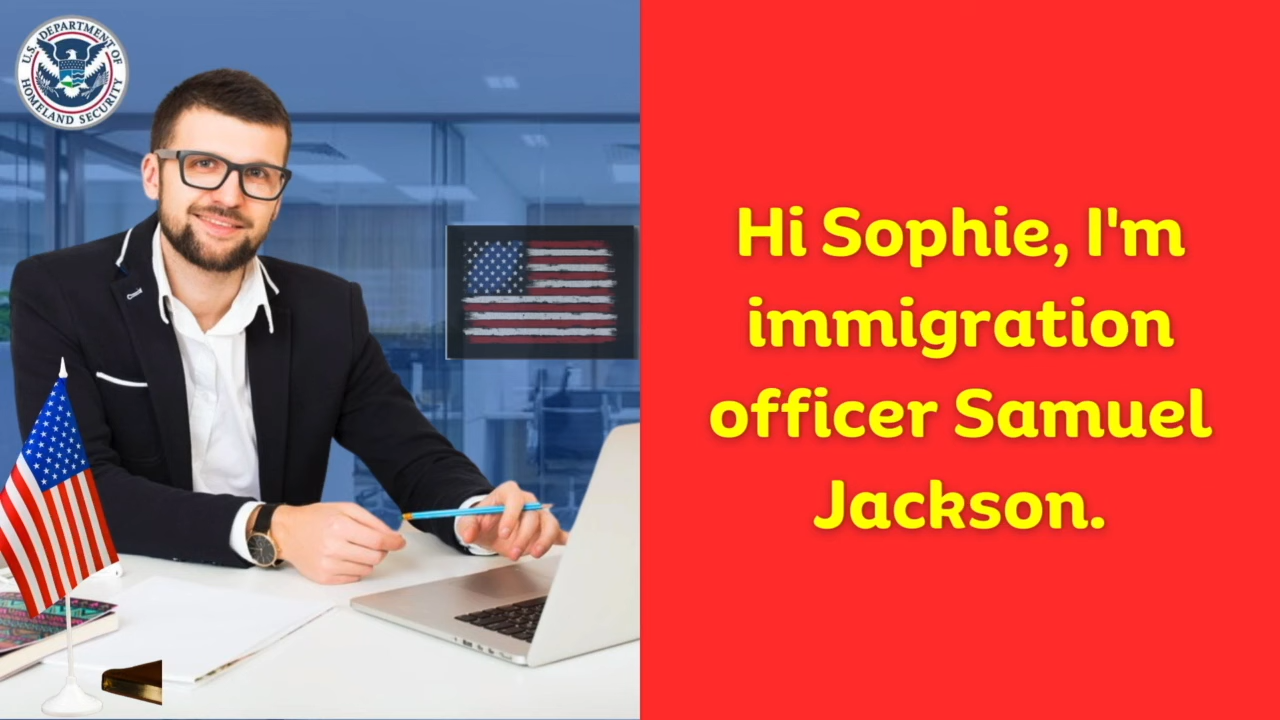 U.S. DEPARTMENT OF
HOMELAND SECURITY
Hi Sophie, I'm
immigration
officer Samuel
Jackson.